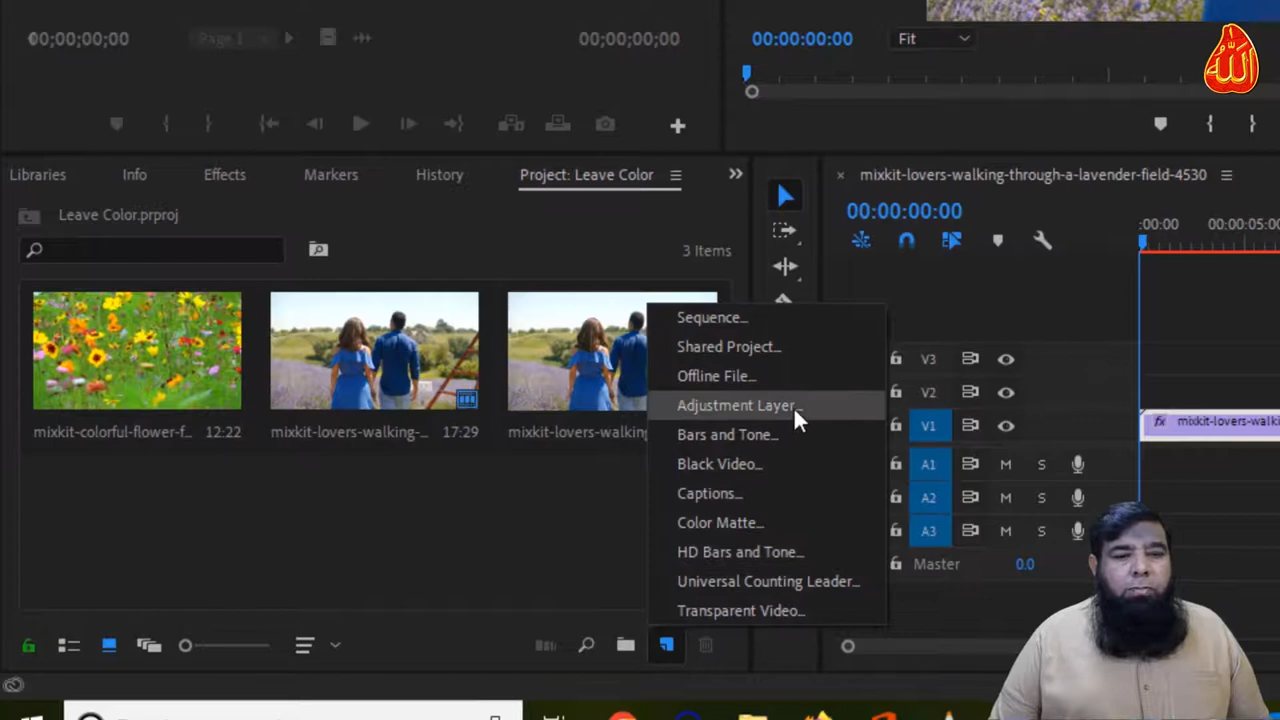 00;00;00;00
Page 1
00;00;00;00
00:00:00:00
Fit
الله
Libraries
Info
Effects
Markers
History
Project: Leave Color
Leave Color.prproj
3 Items
mixkit-colorful-flower-f... 12:22
mixkit-lovers-walking-... 17:29
mixkit-lovers-walking
Sequence...
Shared Project...
Offline File...
Adjustment Layer...
Bars and Tone...
Black Video...
Captions...
Color Matte...
HD Bars and Tone...
Universal Counting Leader...
Transparent Video...
× mixkit-lovers-walking-through-a-lavender-field-4530
00:00:00:00
:00:00
00:00:05:00
V3
V2
V1
fx mixkit-lovers-walki
A1 M S
A2 M S
A3 M S
Master 0.0